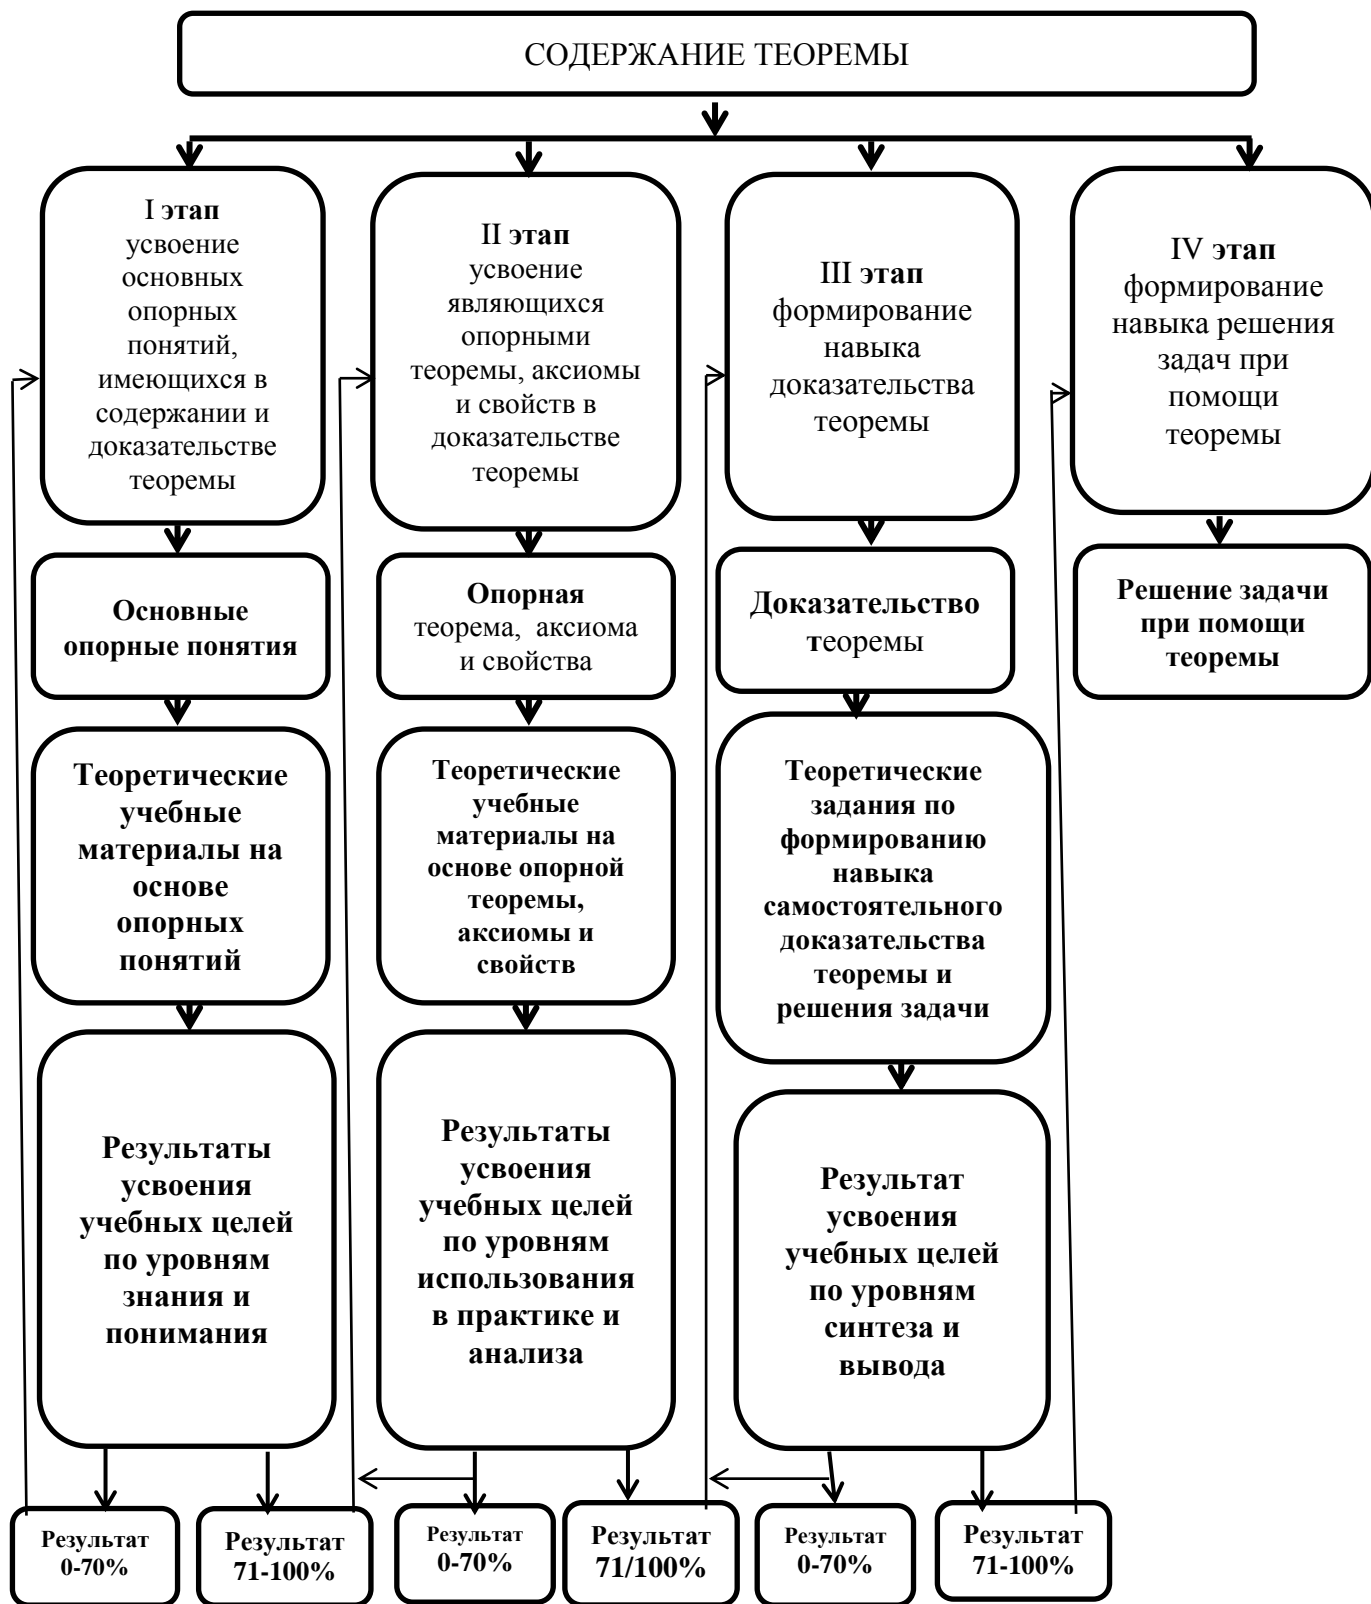 СОДЕРЖАНИЕ ТЕОРЕМЫ
I этап
усвоение
основных
опорных
понятий,
имеющихся в
содержании и
доказательстве
теоремы
II этап
усвоение
являющихся
опорными
теоремы, аксиомы
и свойств в
доказательстве
теоремы
III этап
формирование
навыка
доказательства
теоремы
IV этап
формирование
навыка решения
задач при
помощи
теоремы
Основные
опорные понятия
Опорная
теорема, аксиома
и свойства
Доказательство
теоремы
Решение задачи
при помощи
теоремы
Теоретические
учебные
материалы на
основе
опорных
понятий
Теоретические
учебные
материалы на
основе опорной
теоремы,
аксиомы и
свойств
Теоретические
задания по
формированию
навыка
самостоятельного
доказательства
теоремы и
решения задачи
Результаты
усвоения
учебных целей
по уровням
знания и
понимания
Результаты
усвоения
учебных целей
по уровням
использования
в практике и
анализа
Результат
усвоения
учебных целей
по уровням
синтеза и
вывода
Результат
0-70%
Результат
71-100%
Результат
0-70%
Результат
71/100%
Результат
0-70%
Результат
71-100%